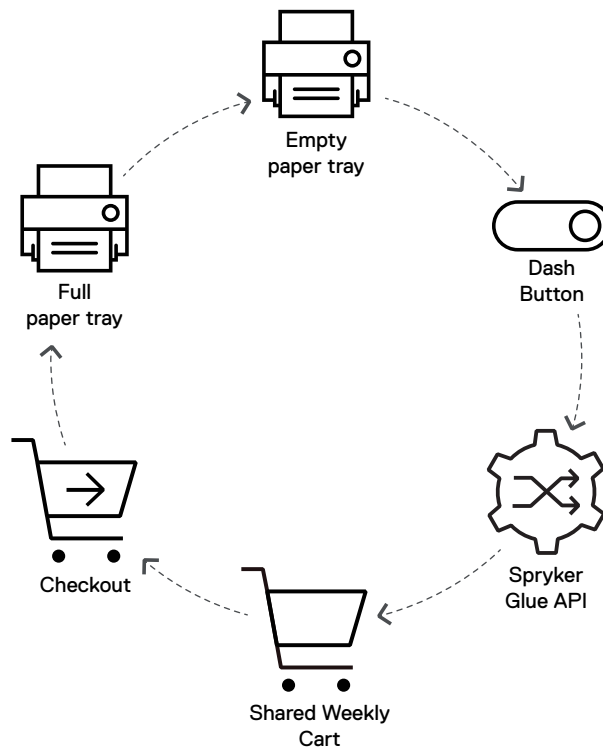 Empty
paper tray
Dash
Button
Spryker
Glue API
Shared Weekly
Cart
Checkout
Full
paper tray